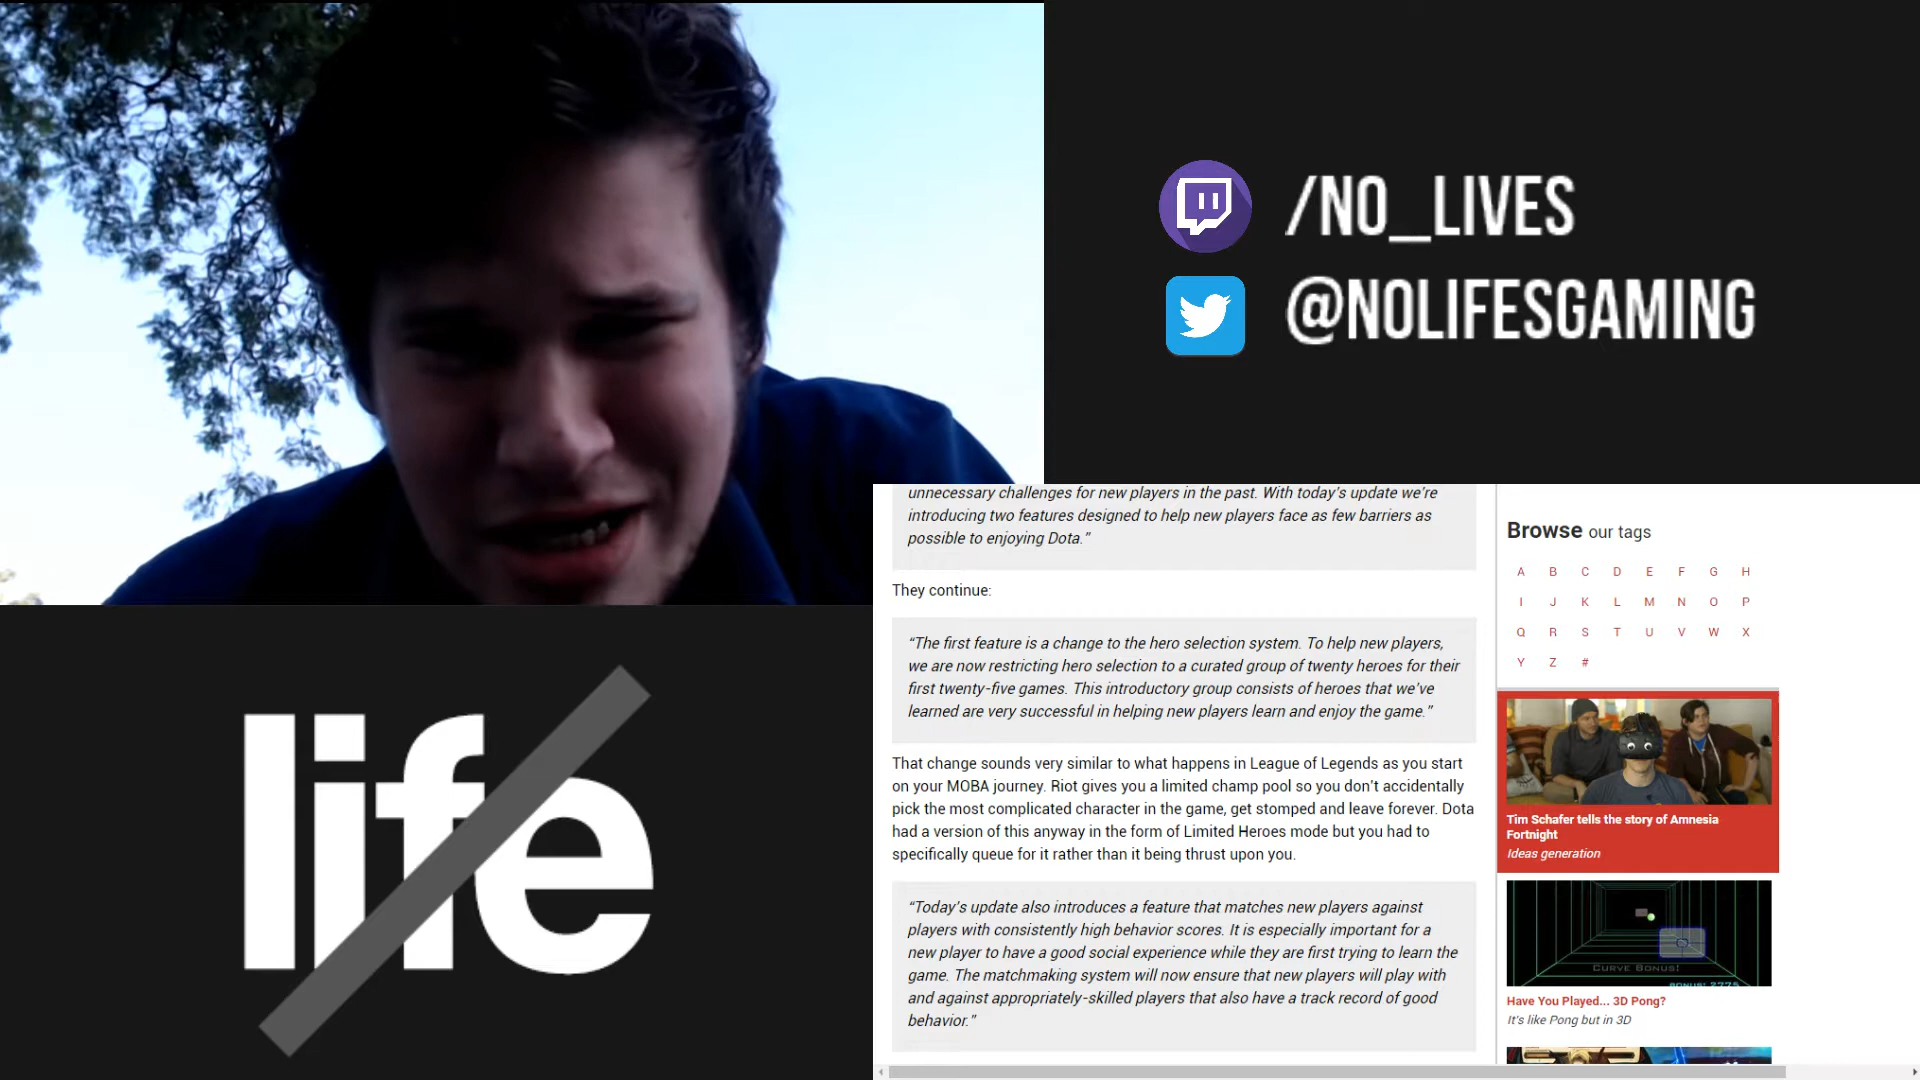 /NO_LIVES
@NOLIFESGAMING
life
unnecessary challenges for new players in the past. With today's update we're
introducing two features designed to help new players face as few barriers as
possible to enjoying Dota.”
They continue:
“The first feature is a change to the hero selection system. To help new players,
we are now restricting hero selection to a curated group of twenty heroes for their
first twenty-five games. This introductory group consists of heroes that we've
learned are very successful in helping new players learn and enjoy the game.”
That change sounds very similar to what happens in League of Legends as you start
on your MOBA journey. Riot gives you a limited champ pool so you don't accidentally
pick the most complicated character in the game, get stomped and leave forever. Dota
had a version of this anyway in the form of Limited Heroes mode but you had to
specifically queue for it rather than it being thrust upon you.
“Today's update also introduces a feature that matches new players against
players with consistently high behavior scores. It is especially important for a
new player to have a good social experience while they are first trying to learn the
game. The matchmaking system will now ensure that new players will play with
and against appropriately-skilled players that also have a track record of good
behavior.”
Browse our tags
A B C D E F G H
I J K L M N O P
Q R S T U V W X
Y Z #
Tim Schafer tells the story of Amnesia
Fortnight
Ideas generation
CURVE BONUS!
BONUS: 2775
Have You Played... 3D Pong?
It's like Pong but in 3D